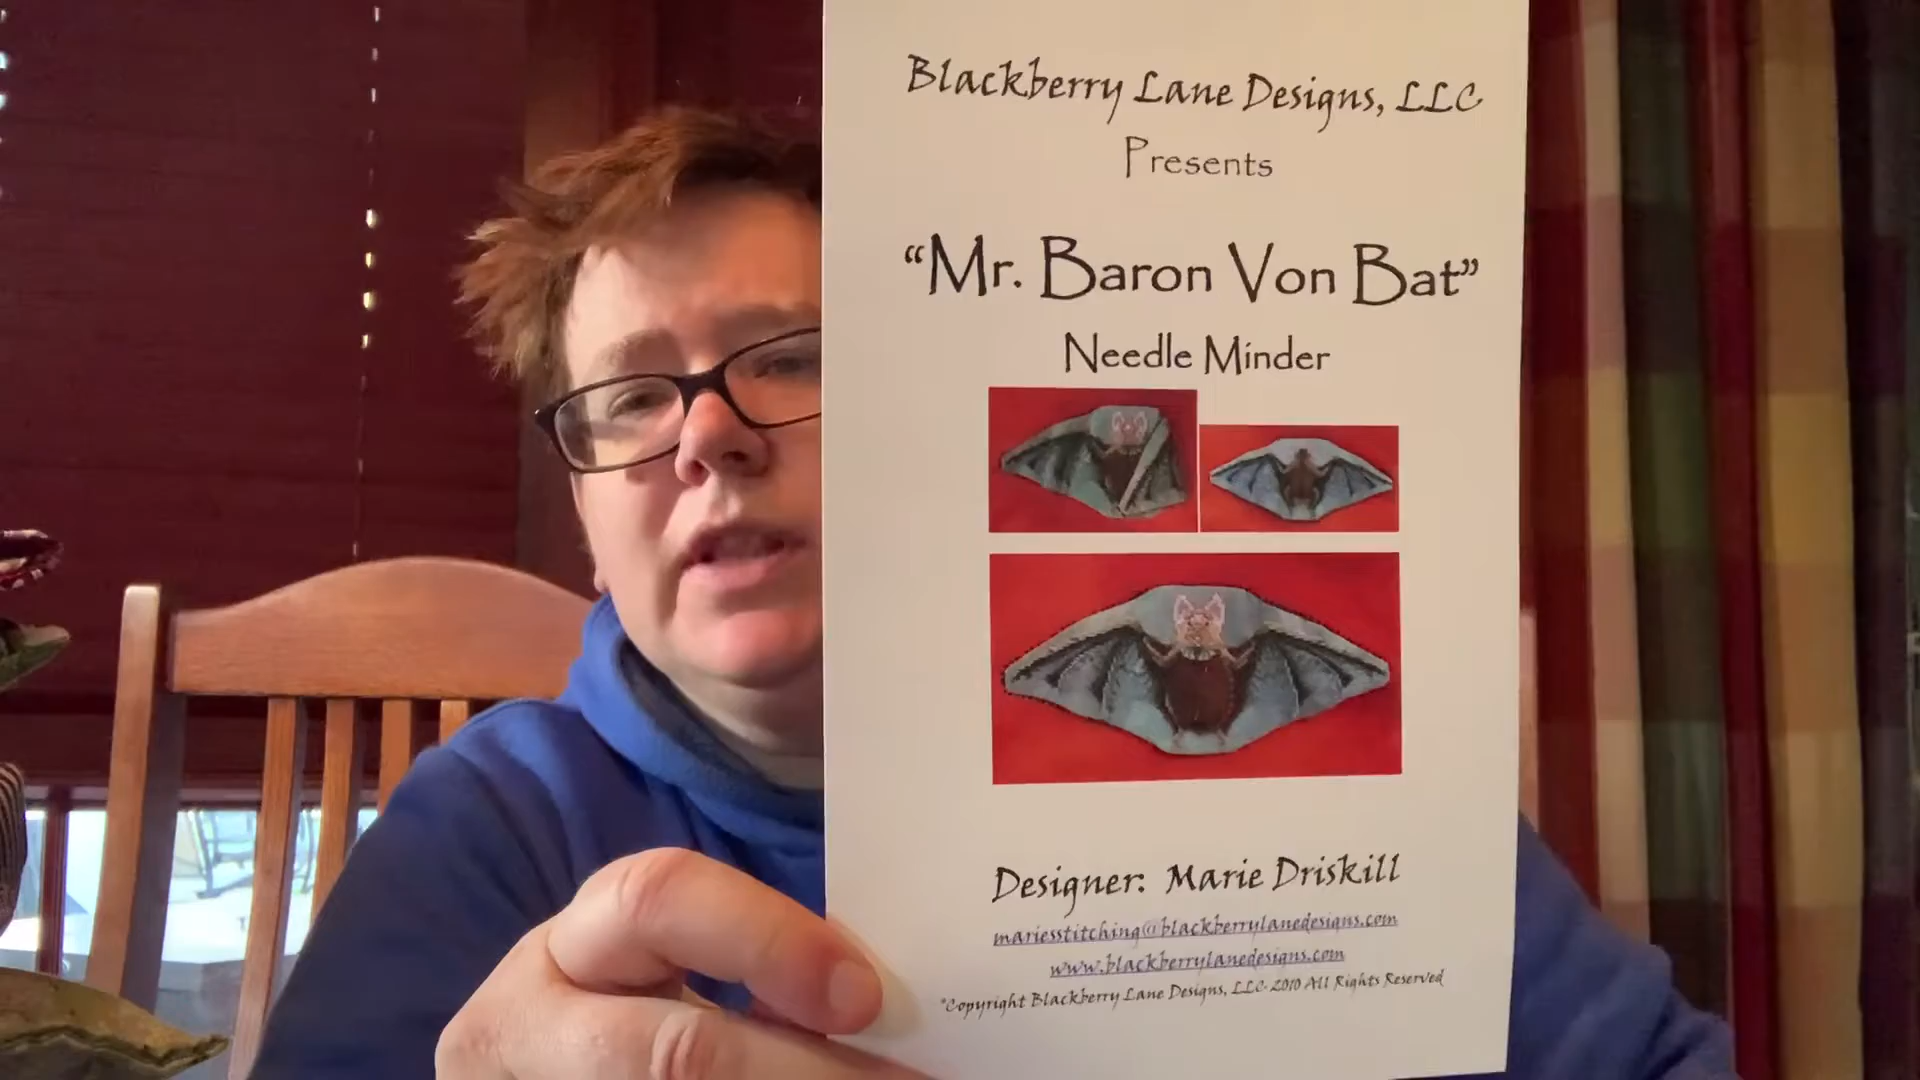 Blackberry Lane Designs, LLC
Presents
“Mr. Baron Von Bat”
Needle Minder
Designer: Marie Driskill
mariesstitching@blackberrylanedesigns.com
www.blackberrylanedesigns.com
*Copyright Blackberry Lane Designs, LLC 2010 All Rights Reserved